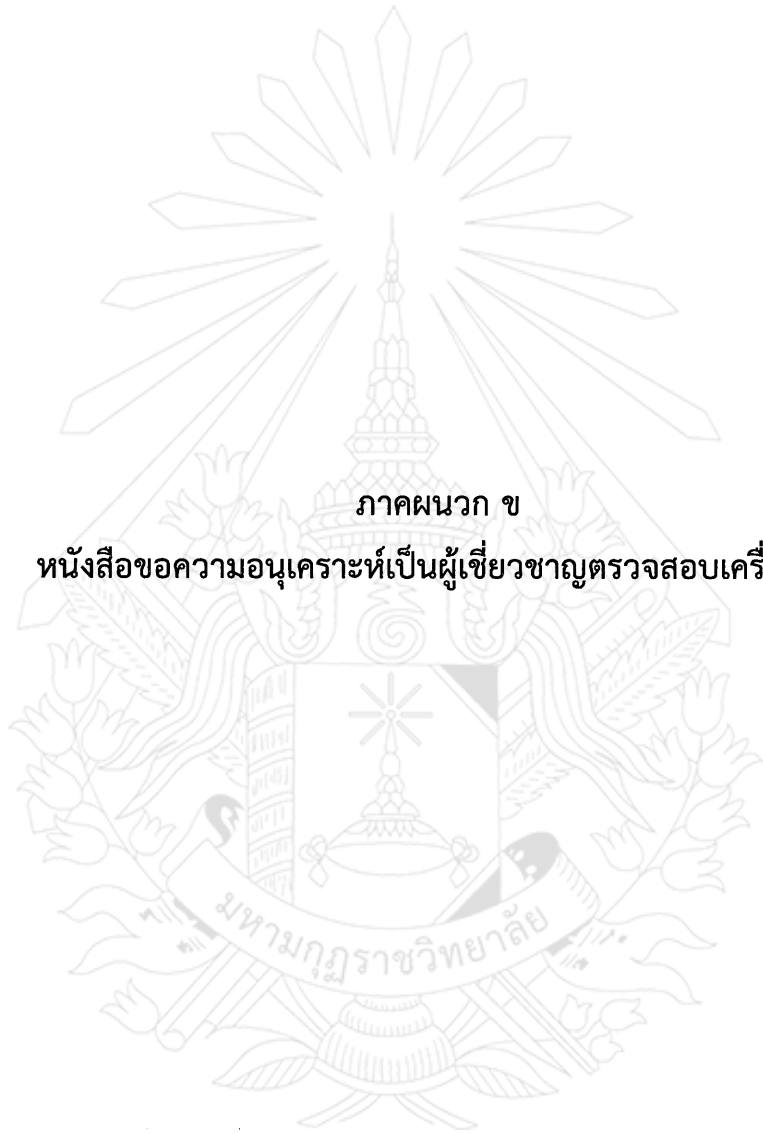 ภาคผนวก ข
หนังสือขอความอนุเคราะห์เป็นผู้เชี่ยวชาญตรวจสอบเครื่
มหามกุฏราชวิทยาลัย